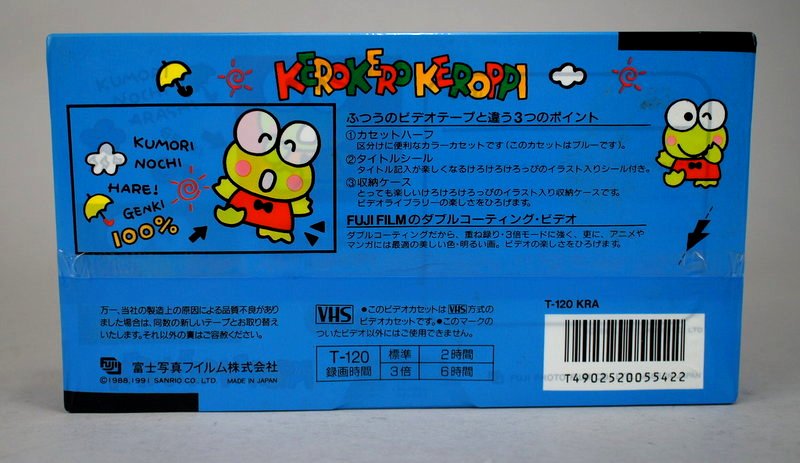 KEROKERO KEROPPI
KUMORI
NOCHI
HARE!
GENKI
100%
ふつうのビデオテープと違う3つのポイント
①カセットハーフ
区分けに便利なカラーカセットです(このカセットはブルーです)。
②タイトルシール
タイトル記入が楽しくなるけろけろけろっぴのイラスト入りシール付き。
③収納ケース
とっても楽しいけろけろけろっぴのイラスト入り収納ケースです。
ビデオライブラリーの楽しさをひろげます。
FUJI FILMのダブルコーティング・ビデオ
ダブルコーティングだから、重ね録り・3倍モードに強く、更に、アニメや
マンガには最適の美しい色・明るい画。ビデオの楽しさをひろげます。
万一、当社の製造上の原因による品質不良があり
ました場合は、同数の新しいテープとお取り替え
いたします。それ以外の責はご容赦ください。
FUJI 富士写真フイルム株式会社
©1988,1991 SANRIO CO., LTD. MADE IN JAPAN
VHS ●このビデオカセットはVHS方式の
ビデオカセットです。●このマークの
ついたビデオ以外にはご使用できません。
T-120 標準 2時間
録画時間 3倍 6時間
T-120 KRA
T4902520055422